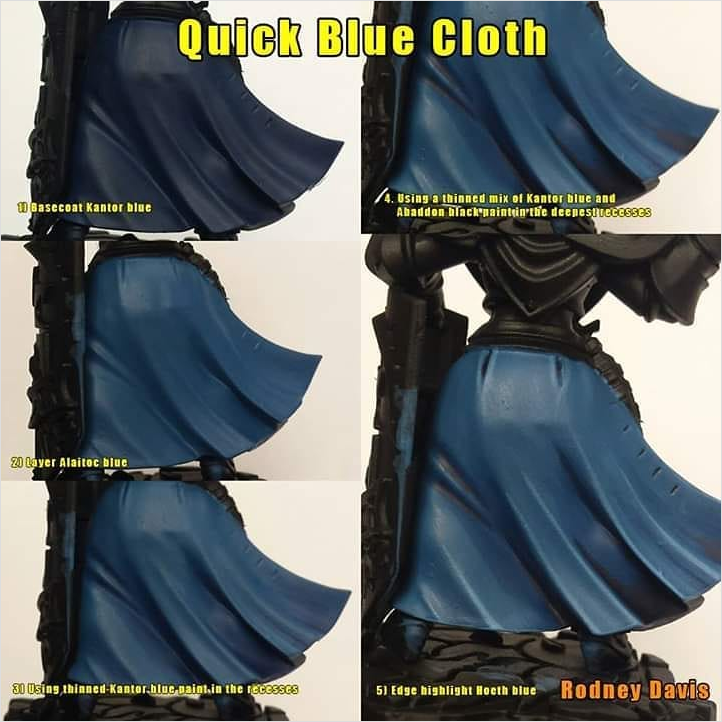 Quick Blue Cloth
1) Basecoat Kantor blue
2) Layer Alaitoc blue
3) Using thinned Kantor blue paint in the recesses
4. Using a thinned mix of Kantor blue and
Abaddon black paint in the deepest recesses
5) Edge highlight Hoeth blue
Rodney Davis